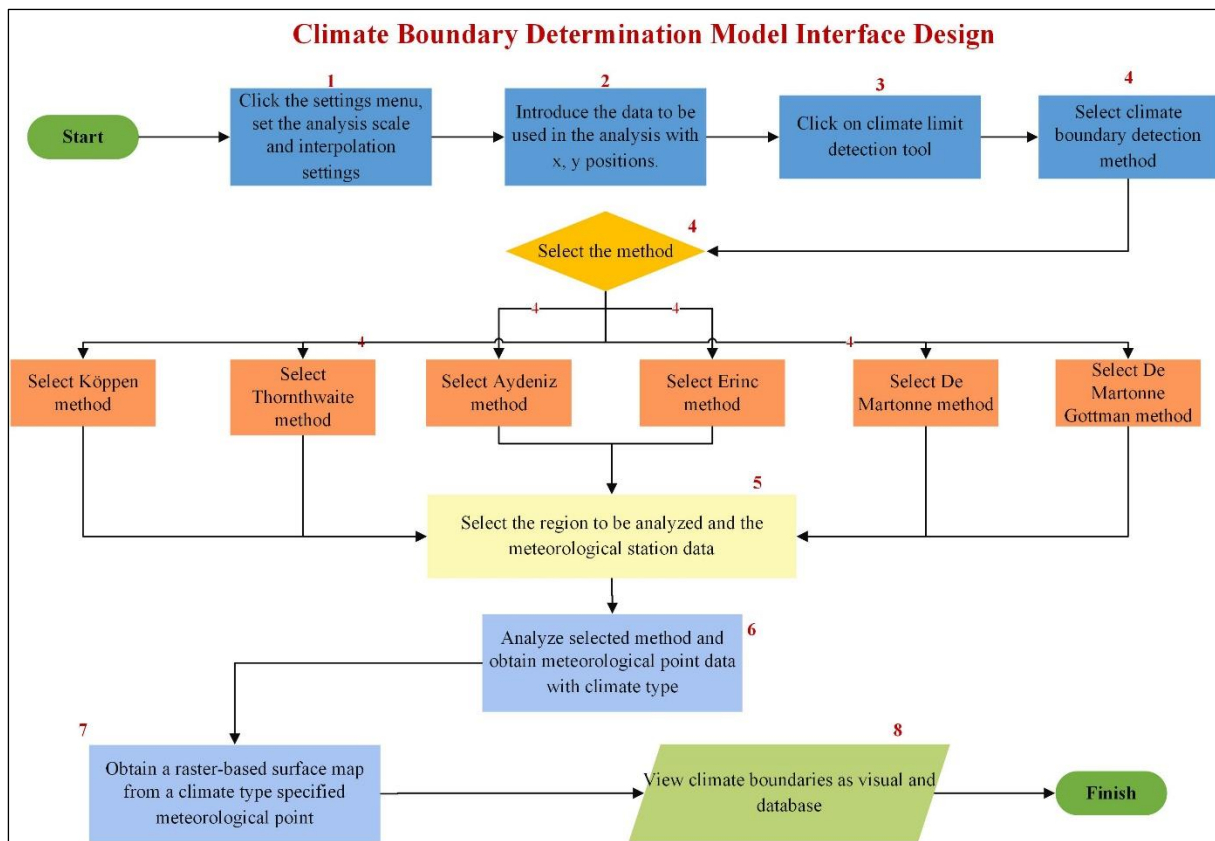 Climate Boundary Determination Model Interface Design
Start
1
Click the settings menu,
set the analysis scale
and interpolation
settings
2
Introduce the data to be
used in the analysis with
x, y positions.
3
Click on climate limit
detection tool
4
Select climate
boundary detection
method
4
Select the method
4
4
4
4
Select Köppen
method
Select
Thornthwaite
method
Select Aydeniz
method
Select Erinc
method
Select De
Martonne method
Select De
Martonne
Gottman method
5
Select the region to be analyzed and the
meteorological station data
6
Analyze selected method and
obtain meteorological point data
with climate type
7
Obtain a raster-based surface map
from a climate type specified
meteorological point
8
View climate boundaries as visual and
database
Finish